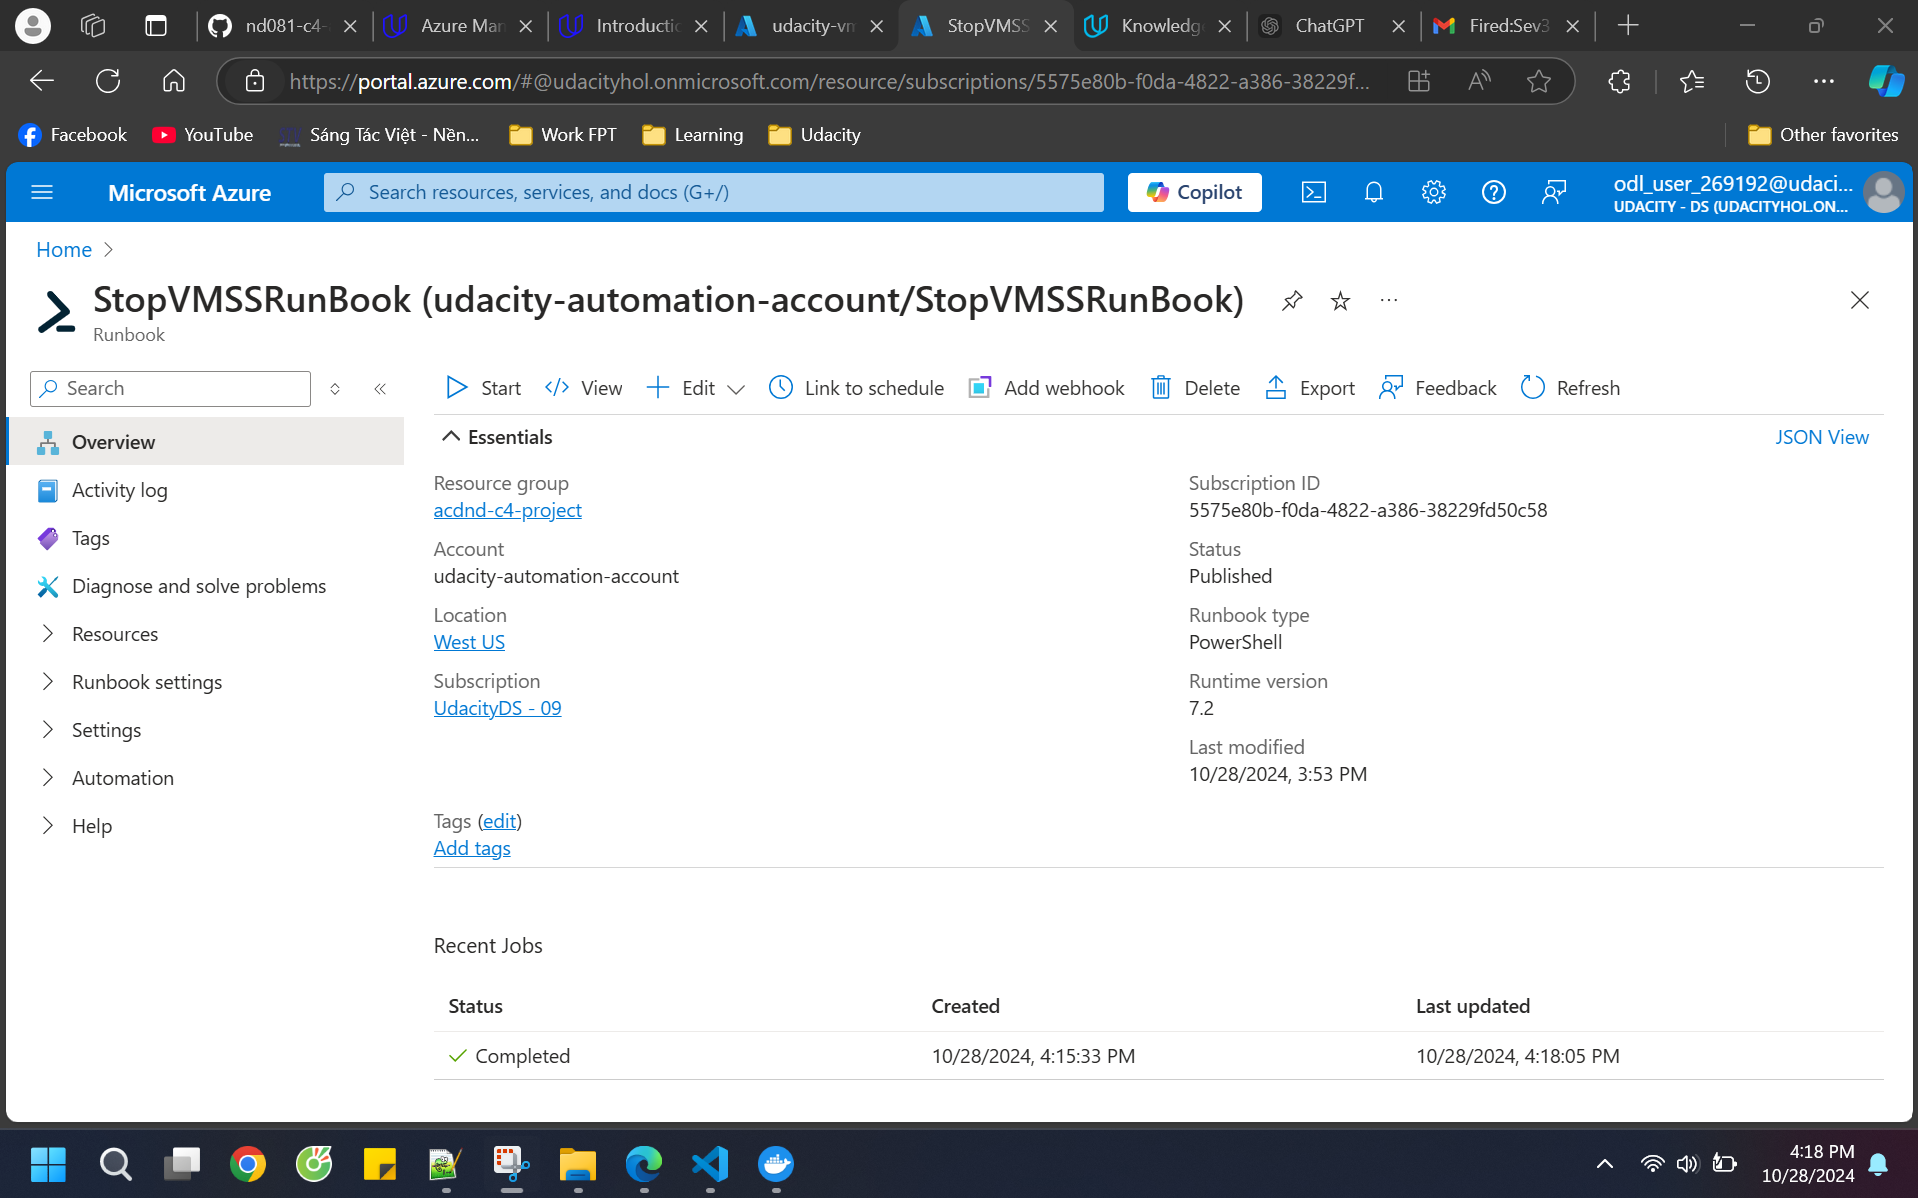 nd081-c4-
Azure Man
Introductic
udacity-vm
StopVMSS
Knowledge
ChatGPT
Fired:Sev3
https://portal.azure.com/#@udacityhol.onmicrosoft.com/resource/subscriptions/5575e80b-f0da-4822-a386-38229f...
Facebook
YouTube
Sáng Tác Việt - Nền...
Work FPT
Learning
Udacity
Other favorites
Microsoft Azure
Search resources, services, and docs (G+/)
Copilot
odl_user_269192@udaci...
UDACITY - DS (UDACITYHOL.ON...
Home
StopVMSSRunBook (udacity-automation-account/StopVMSSRunBook)
Runbook
Search
Start
View
Edit
Link to schedule
Add webhook
Delete
Export
Feedback
Refresh
Overview
Activity log
Tags
Diagnose and solve problems
Resources
Runbook settings
Settings
Automation
Help
Essentials
JSON View
Resource group
acdnd-c4-project
Account
udacity-automation-account
Location
West US
Subscription
UdacityDS - 09
Subscription ID
5575e80b-f0da-4822-a386-38229fd50c58
Status
Published
Runbook type
PowerShell
Runtime version
7.2
Last modified
10/28/2024, 3:53 PM
Tags (edit)
Add tags
Recent Jobs
Status Created Last updated
Completed 10/28/2024, 4:15:33 PM 10/28/2024, 4:18:05 PM
4:18 PM
10/28/2024